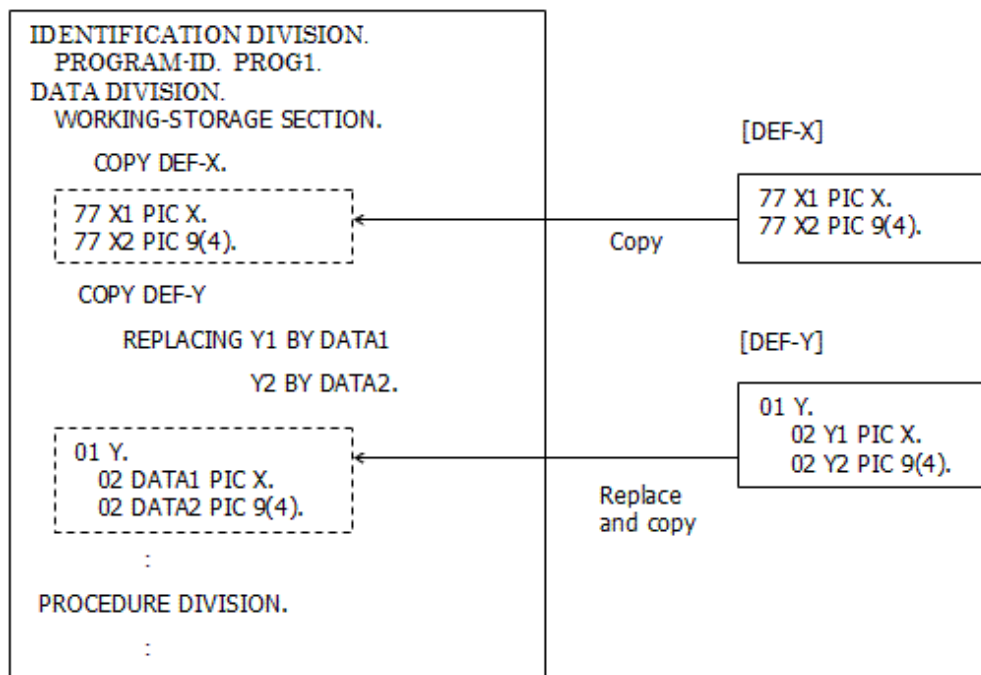 IDENTIFICATION DIVISION.
PROGRAM-ID. PROG1.
DATA DIVISION.
WORKING-STORAGE SECTION.
COPY DEF-X.
77 X1 PIC X.
77 X2 PIC 9(4).
COPY DEF-Y
REPLACING Y1 BY DATA1
Y2 BY DATA2.
01 Y.
02 DATA1 PIC X.
02 DATA2 PIC 9(4).
:
PROCEDURE DIVISION.
:
Copy
Replace
and copy
[DEF-X]
77 X1 PIC X.
77 X2 PIC 9(4).
[DEF-Y]
01 Y.
02 Y1 PIC X.
02 Y2 PIC 9(4).